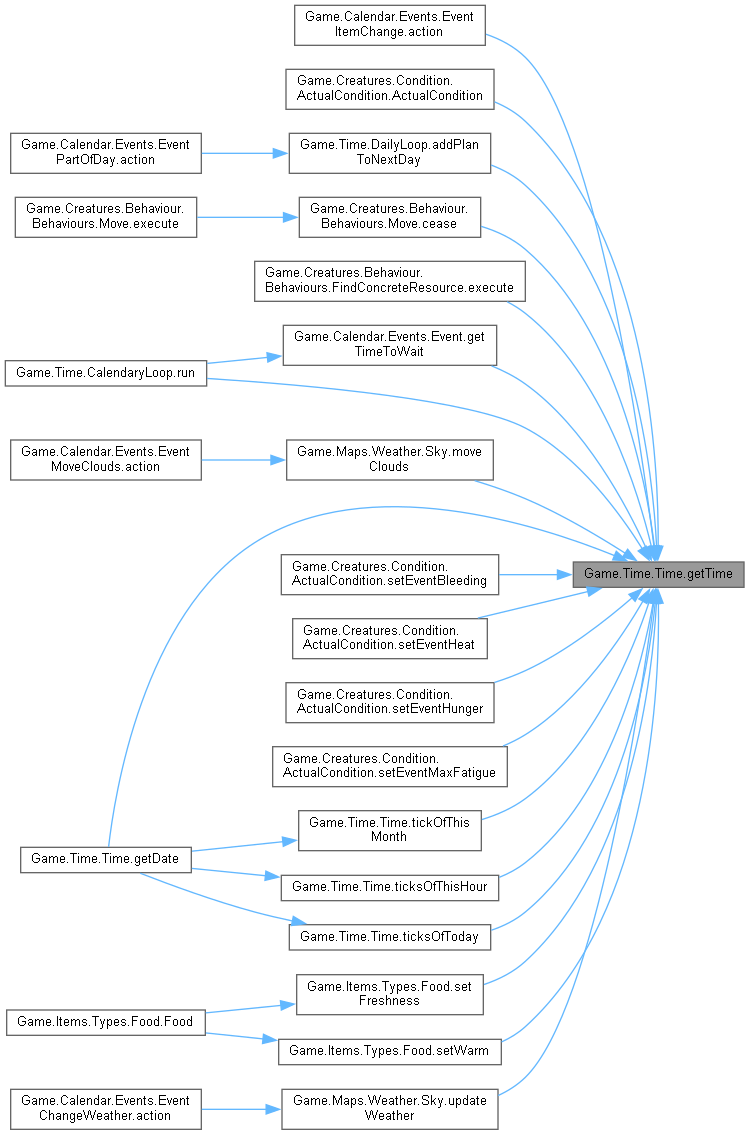 Game.Calendar.Events.Event
ItemChange.action
Game.Creatures.Condition.
ActualCondition.ActualCondition
Game.Calendar.Events.Event
PartOfDay.action
Game.Time.DailyLoop.addPlan
ToNextDay
Game.Creatures.Behaviour.
Behaviours.Move.execute
Game.Creatures.Behaviour.
Behaviours.Move.cease
Game.Creatures.Behaviour.
Behaviours.FindConcreteResource.execute
Game.Calendar.Events.Event.get
TimeToWait
Game.Time.CalendaryLoop.run
Game.Calendar.Events.Event
MoveClouds.action
Game.Maps.Weather.Sky.move
Clouds
Game.Creatures.Condition.
ActualCondition.setEventBleeding
Game.Time.Time.getTime
Game.Creatures.Condition.
ActualCondition.setEventHeat
Game.Creatures.Condition.
ActualCondition.setEventHunger
Game.Creatures.Condition.
ActualCondition.setEventMaxFatigue
Game.Time.Time.tickOfThis
Month
Game.Time.Time.getDate
Game.Time.Time.ticksOfThisHour
Game.Time.Time.ticksOfToday
Game.Items.Types.Food.set
Freshness
Game.Items.Types.Food.Food
Game.Items.Types.Food.setWarm
Game.Calendar.Events.Event
ChangeWeather.action
Game.Maps.Weather.Sky.update
Weather